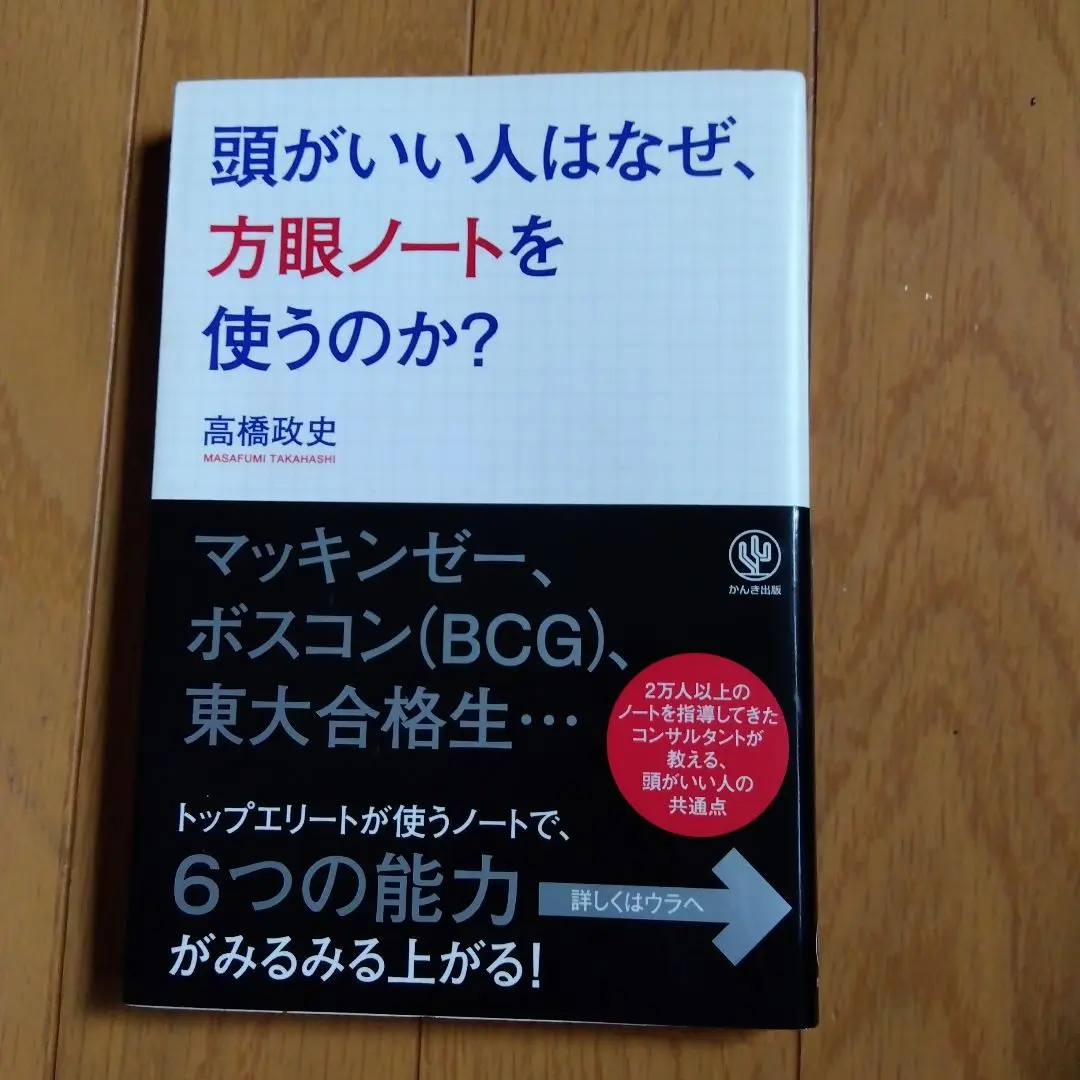 頭がいい人はなぜ、
方眼ノートを
使うのか?
高橋政史
MASAFUMI TAKAHASHI
マッキンゼー、
ボスコン(BCG)、
東大合格生…
かんき出版
2万人以上の
ノートを指導してきた
コンサルタントが
教える、
頭がいい人の
共通点
トップエリートが使うノートで、
6つの能力
がみるみる上がる!
詳しくはウラへ